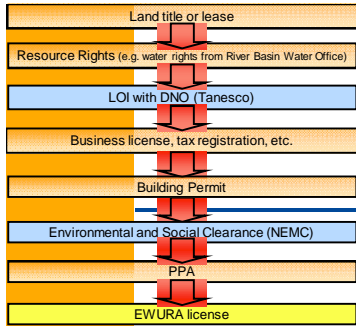 Land title or lease
Resource Rights (e.g. water rights from River Basin Water Office)
LOI with DNO (Tanesco)
Business license, tax registration, etc.
Building Permit
Environmental and Social Clearance (NEMC)
PPA
EWURA license